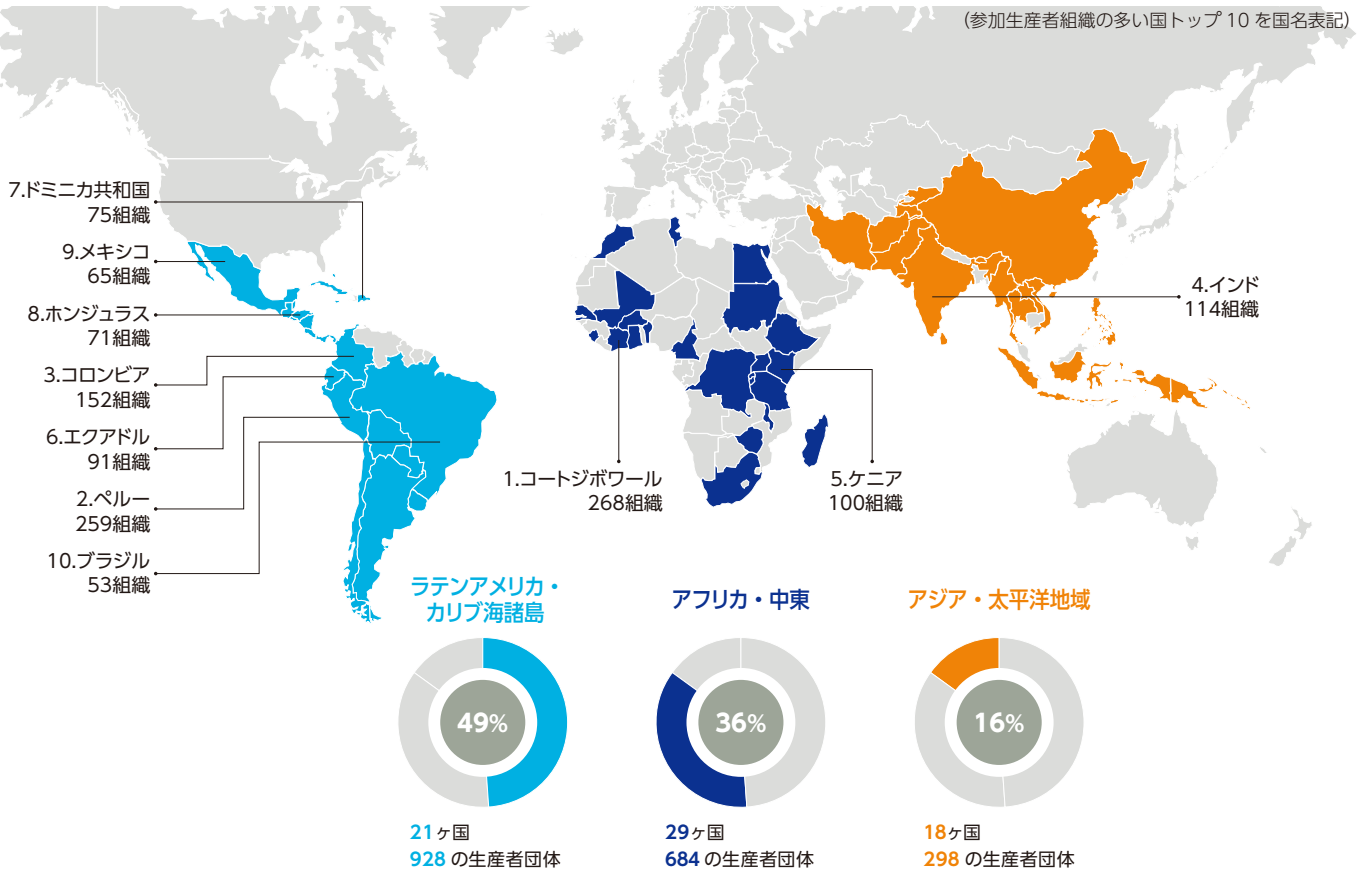 (参加生産者組織の多い国トップ 10 を国名表記)
7.ドミニカ共和国
75組織
9.メキシコ
65組織
8.ホンジュラス
71組織
3.コロンビア
152組織
6.エクアドル
91組織
2.ペルー
259組織
10.ブラジル
53組織
1.コートジボワール
268組織
5.ケニア
100組織
4.インド
114組織
ラテンアメリカ・
カリブ海諸島
49%
21ヶ国
928 の生産者団体
アフリカ・中東
36%
29ヶ国
684 の生産者団体
アジア・太平洋地域
16%
18ヶ国
298 の生産者団体